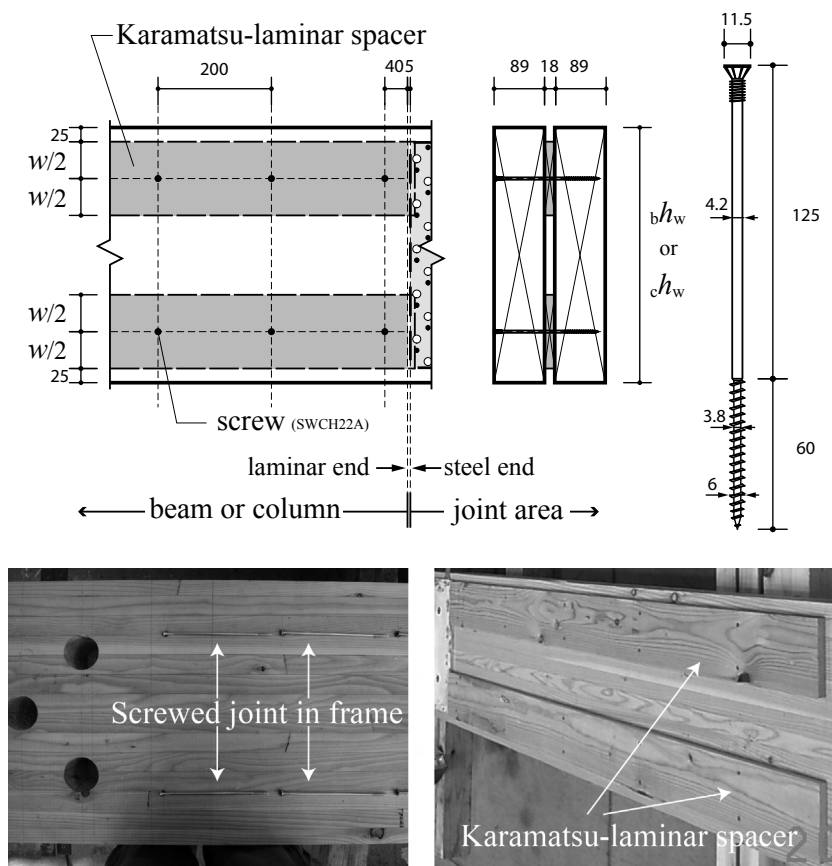 Karamatsu-laminar spacer
200
40
5
89
18
89
11.5
25
w/2
w/2
w/2
w/2
25
bhw
or
chw
4.2
125
3.8
60
6
screw (SWCH22A)
laminar end
steel end
beam or column
joint area
Screwed joint in frame
Karamatsu-laminar spacer